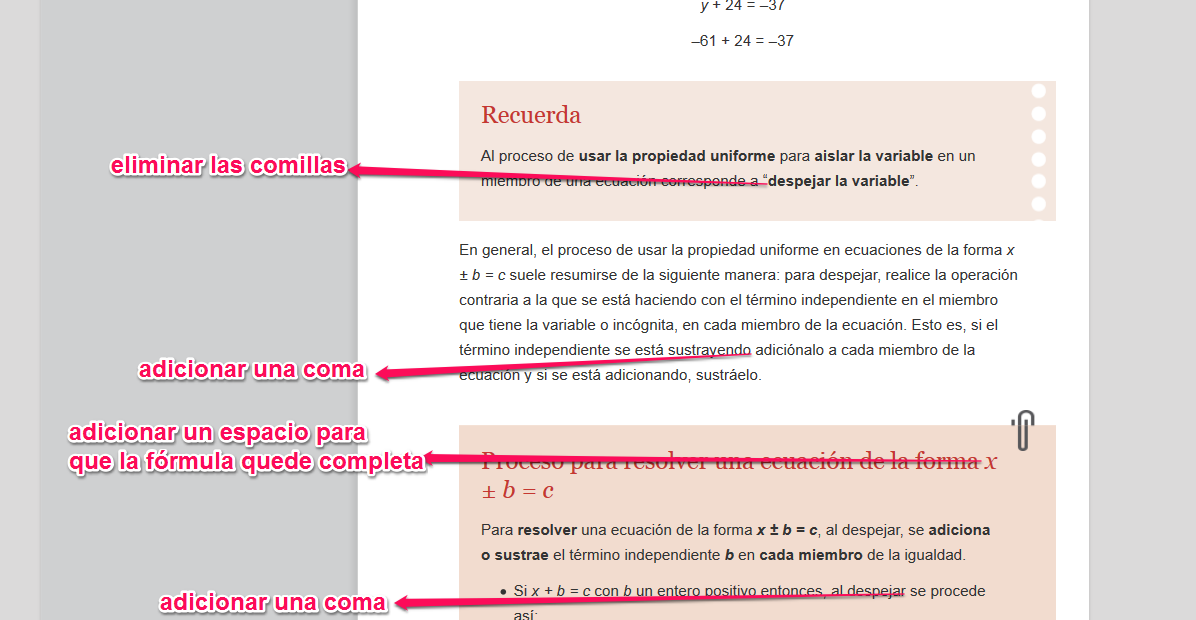 y + 24 = –37
–61 + 24 = –37
Recuerda
Al proceso de usar la propiedad uniforme para aislar la variable en un
miembro de una ecuación corresponde a “despejar la variable”.
eliminar las comillas
En general, el proceso de usar la propiedad uniforme en ecuaciones de la forma x
± b = c suele resumirse de la siguiente manera: para despejar, realice la operación
contraria a la que se está haciendo con el término independiente en el miembro
que tiene la variable o incógnita, en cada miembro de la ecuación. Esto es, si el
término independiente se está sustrayendo adiciónalo a cada miembro de la
ecuación y si se está adicionando, sustráelo.
adicionar una coma
adicionar un espacio para
que la fórmula quede completa
Proceso para resolver una ecuación de la forma x
± b = c
Para resolver una ecuación de la forma x ± b = c, al despejar, se adiciona
o sustrae el término independiente b en cada miembro de la igualdad.
• Si x + b = c con b un entero positivo entonces, al despejar se procede
así:
adicionar una coma